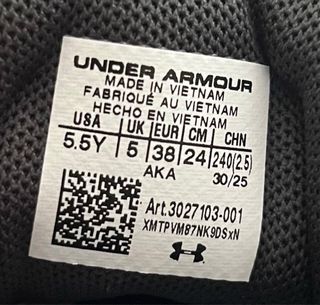 UNDER ARMOUR
MADE IN VIETNAM
FABRIQUÉ AU VIETNAM
HECHO EN VIETNAM
USA UK EUR CM CHN
5.5Y 5 38 24 240(2.5)
AKA 30/25
Art.3027103-001
XMTPVM87NK9DSxN